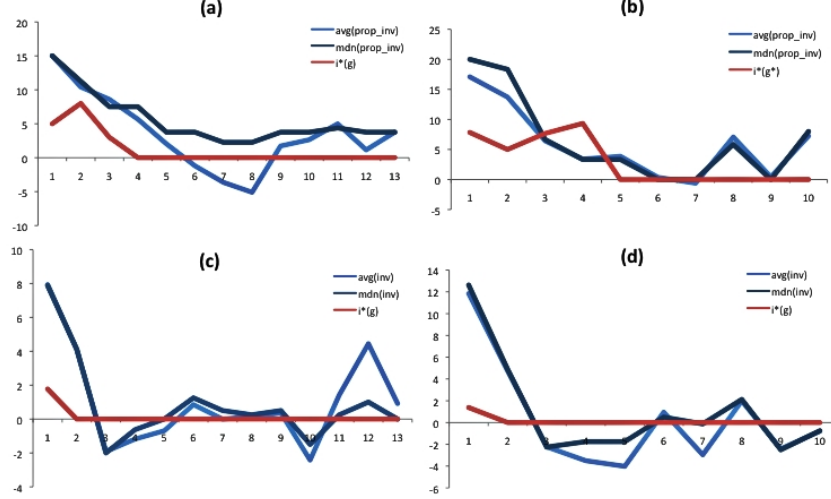 (a)
20
15
10
5
0
-5
-10
1 2 3 4 5 6 7 8 9 10 11 12 13
avg(prop_inv)
mdn(prop_inv)
i*(g)
(b)
25
20
15
10
5
0
-5
1 2 3 4 5 6 7 8 9 10
avg(prop_inv)
mdn(prop_inv)
i*(g*)
(c)
10
8
6
4
2
0
-2
-4
1 2 3 4 5 6 7 8 9 10 11 12 13
avg(inv)
mdn(inv)
i*(g)
(d)
14
12
10
8
6
4
2
0
-2
-4
-6
1 2 3 4 5 6 7 8 9 10
avg(inv)
mdn(inv)
i*(g)